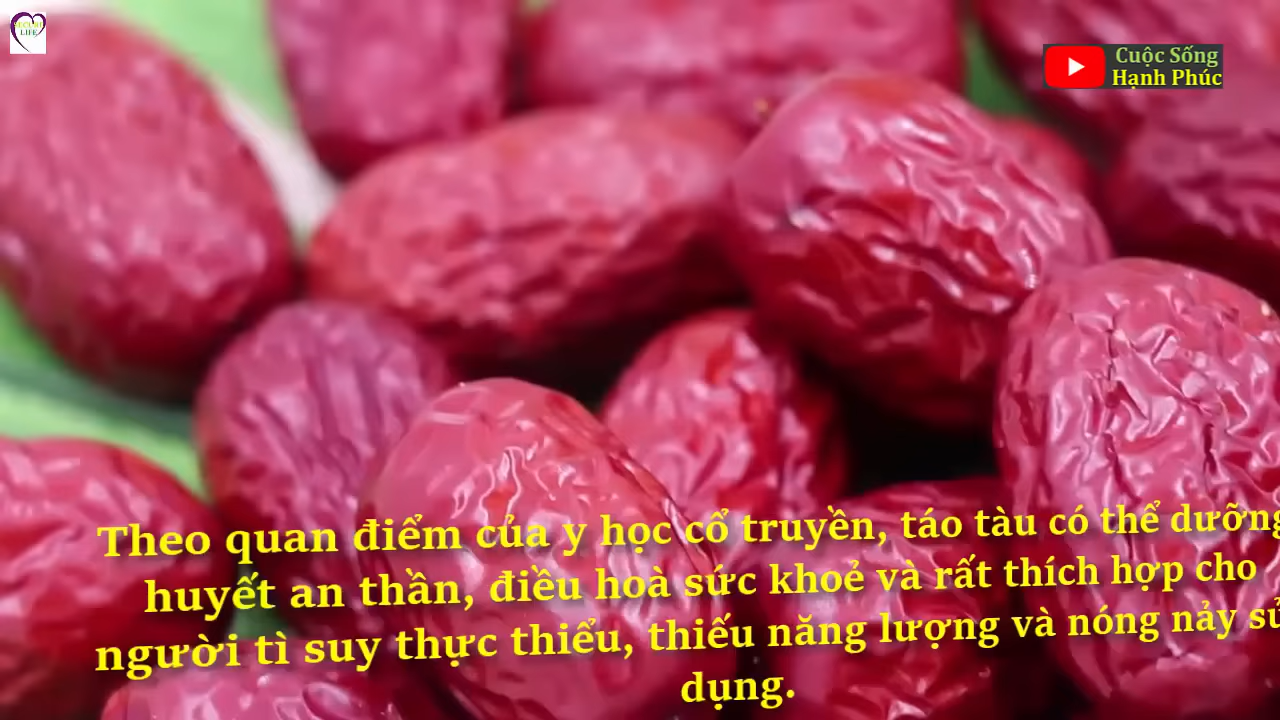 LIFE
Cuộc Sống
Hạnh Phúc
Theo quan điểm của y học cổ truyền, táo tàu có thể dưỡng
huyết an thần, điều hoà sức khoẻ và rất thích hợp cho
người tì suy thực thiểu, thiếu năng lượng và nóng nảy sử
dụng.